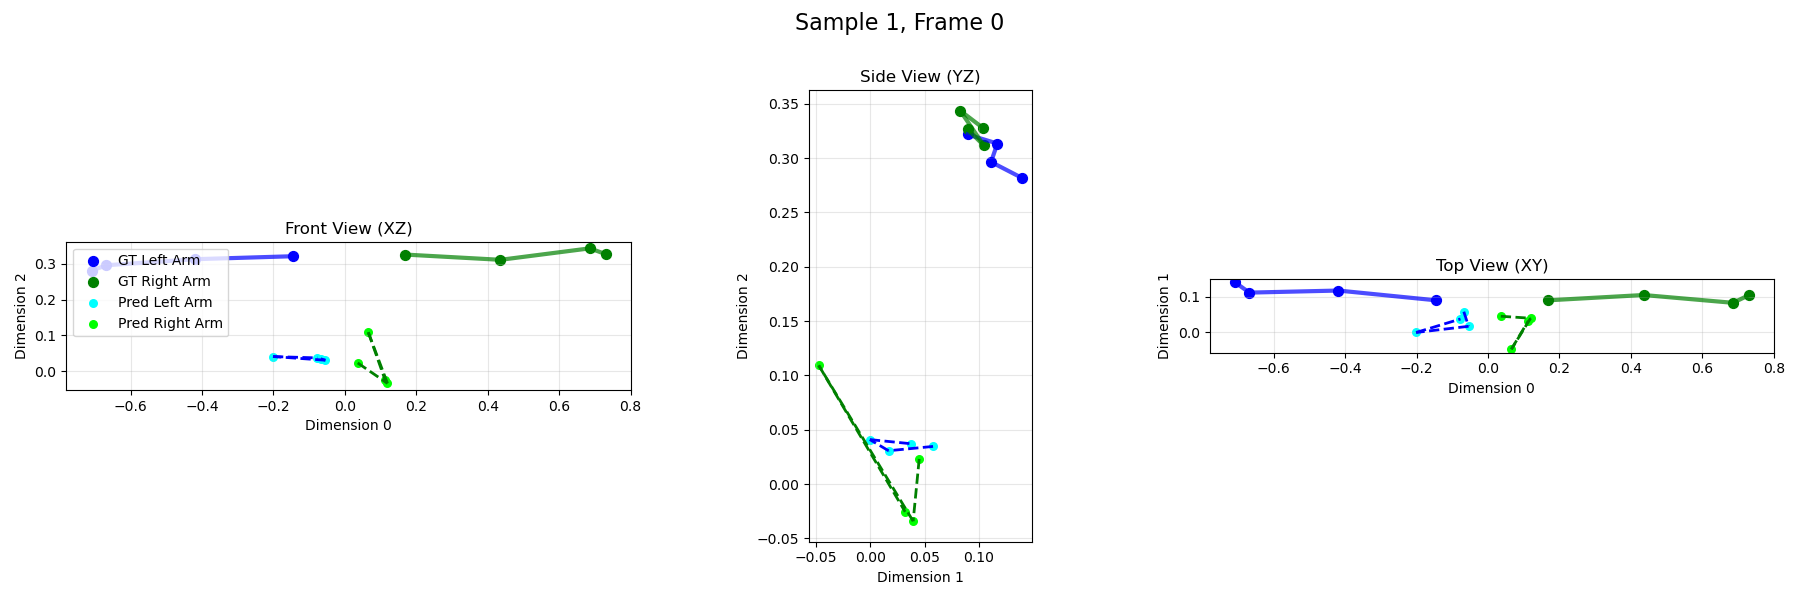 Sample 1, Frame 0
Front View (XZ)
GT Left Arm
GT Right Arm
Pred Left Arm
Pred Right Arm
Dimension 2
0.3
0.2
0.1
0.0
−0.6
−0.4
−0.2
0.0
0.2
0.4
0.6
0.8
Dimension 0
Side View (YZ)
Dimension 2
0.35
0.30
0.25
0.20
0.15
0.10
0.05
0.00
−0.05
−0.05
0.00
0.05
0.10
Dimension 1
Top View (XY)
Dimension 1
0.1
0.0
−0.6
−0.4
−0.2
0.0
0.2
0.4
0.6
0.8
Dimension 0